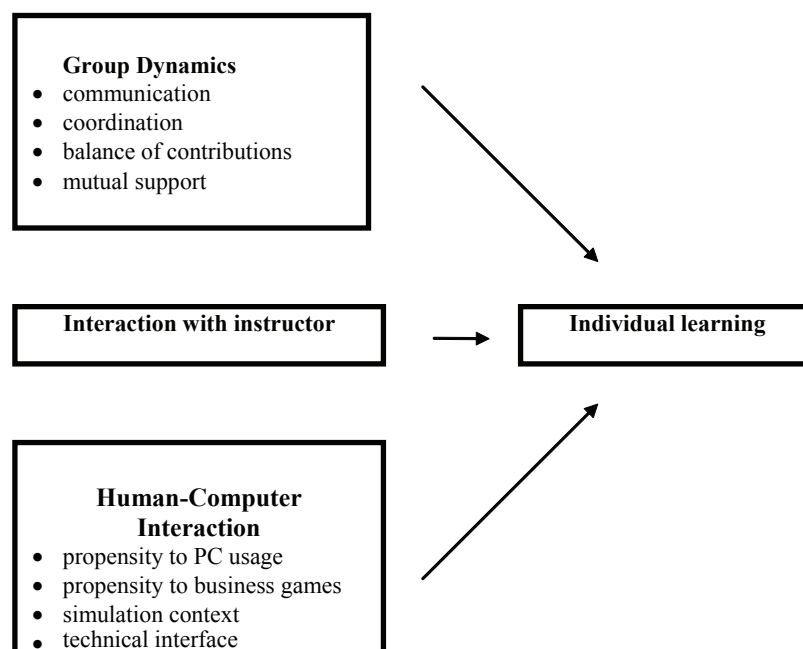 Group Dynamics
• communication
• coordination
• balance of contributions
• mutual support
Interaction with instructor
Individual learning
Human-Computer
Interaction
• propensity to PC usage
• propensity to business games
• simulation context
• technical interface